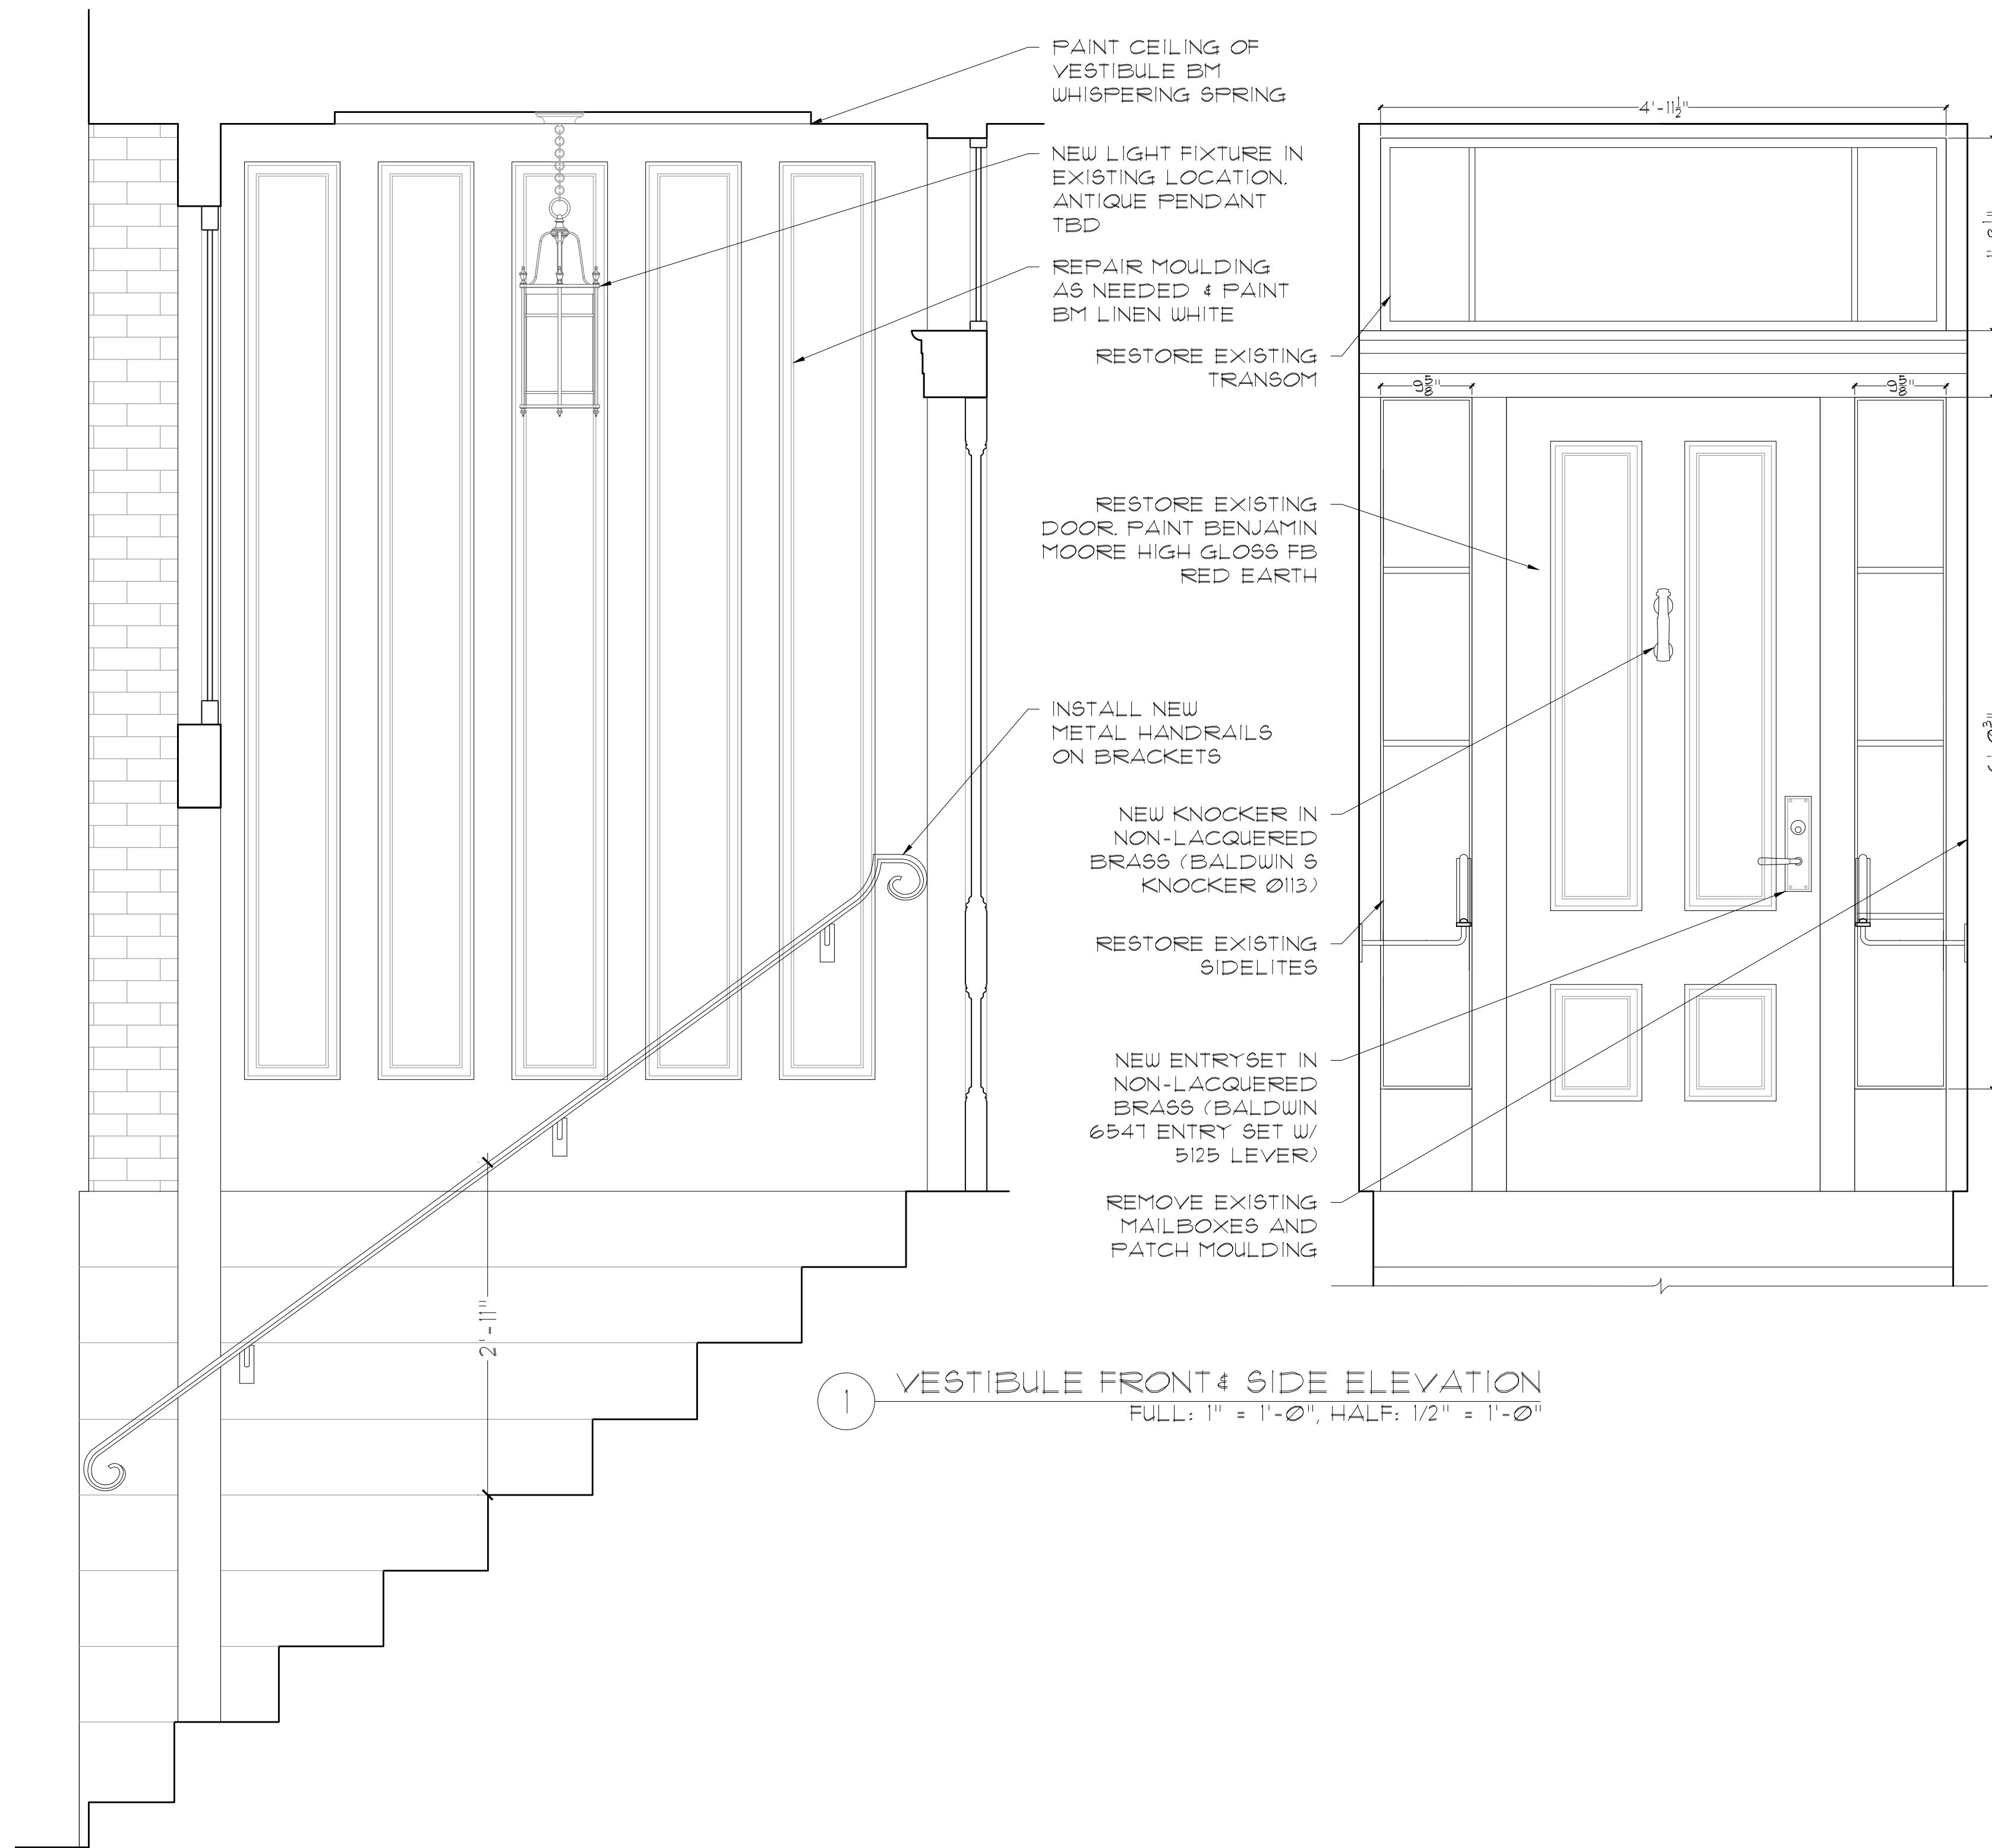 PAINT CEILING OF
VESTIBULE BM
WHISPERING SPRING
NEW LIGHT FIXTURE IN
EXISTING LOCATION.
ANTIQUE PENDANT
TBD
REPAIR MOULDING
AS NEEDED & PAINT
BM LINEN WHITE
RESTORE EXISTING
TRANSOM
4'-11½"
9⅝"
9⅝"
RESTORE EXISTING
DOOR. PAINT BENJAMIN
MOORE HIGH GLOSS FB
RED EARTH
INSTALL NEW
METAL HANDRAILS
ON BRACKETS
NEW KNOCKER IN
NON-LACQUERED
BRASS (BALDWIN S
KNOCKER Ø113)
RESTORE EXISTING
SIDELITES
NEW ENTRYSET IN
NON-LACQUERED
BRASS (BALDWIN
6547 ENTRY SET W/
5125 LEVER)
REMOVE EXISTING
MAILBOXES AND
PATCH MOULDING
2'-11"
1
VESTIBULE FRONT& SIDE ELEVATION
FULL: 1" = 1'-Ø", HALF: 1/2" = 1'-Ø"